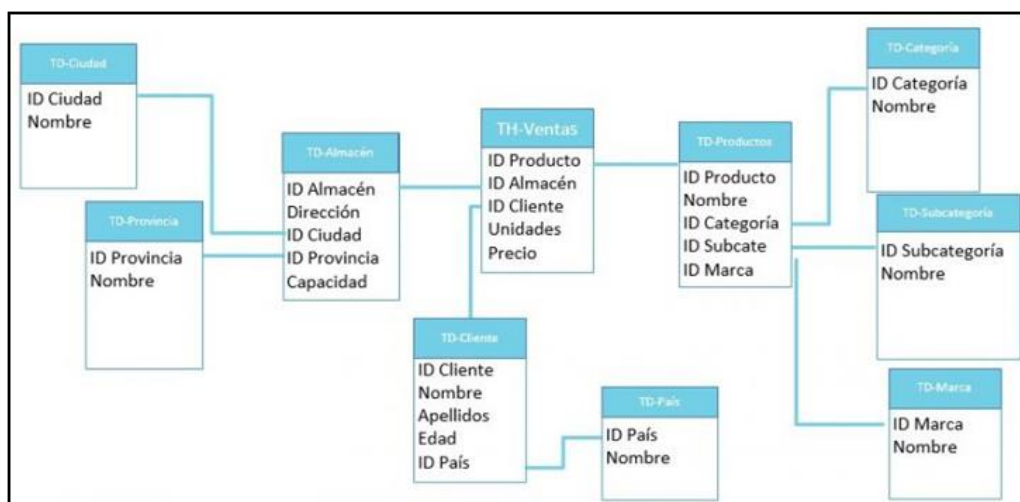 TD-Ciudad
ID Ciudad
Nombre
TD-Provincia
ID Provincia
Nombre
TD-Almacén
ID Almacén
Dirección
ID Ciudad
ID Provincia
Capacidad
TH-Ventas
ID Producto
ID Almacén
ID Cliente
Unidades
Precio
TD-Cliente
ID Cliente
Nombre
Apellidos
Edad
ID País
TD-País
ID País
Nombre
TD-Productos
ID Producto
Nombre
ID Categoría
ID Subcate
ID Marca
TD-Categoría
ID Categoría
Nombre
TD-Subcategoría
ID Subcategoría
Nombre
TD-Marca
ID Marca
Nombre